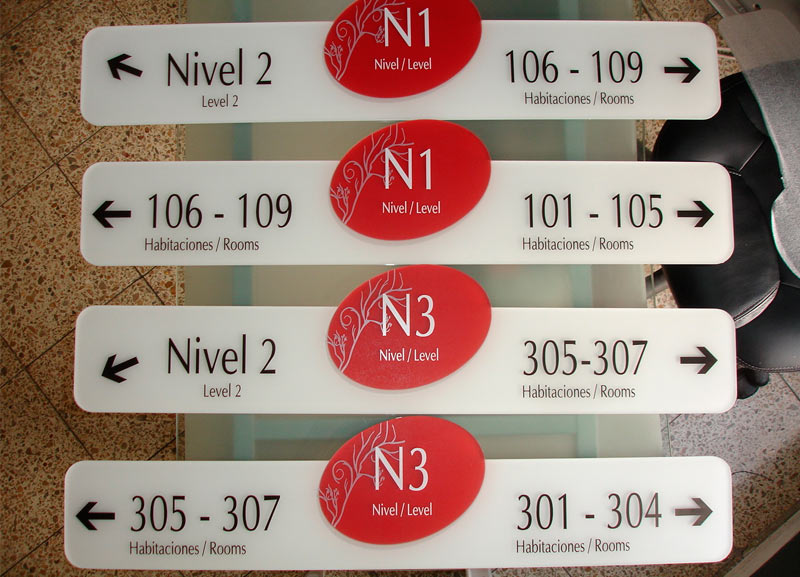 Nivel 2
Level 2
N1
Nivel / Level
106 - 109
Habitaciones / Rooms
106 - 109
Habitaciones / Rooms
N1
Nivel / Level
101 - 105
Habitaciones / Rooms
Nivel 2
Level 2
N3
Nivel / Level
305-307
Habitaciones / Rooms
305 - 307
Habitaciones / Rooms
N3
Nivel / Level
301 - 304
Habitaciones / Rooms